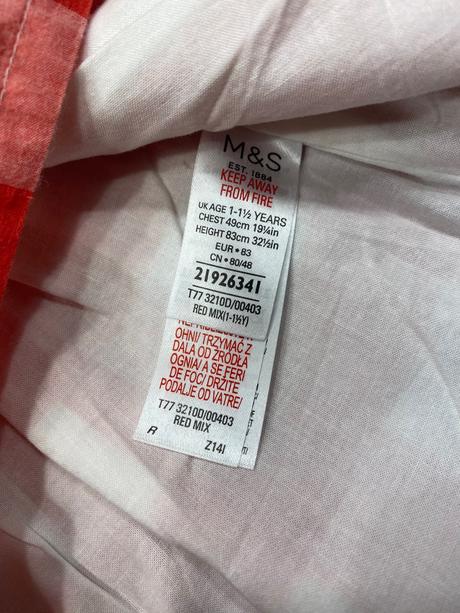 M&S
EST. 1884
KEEP AWAY
FROM FIRE
UK AGE 1-1½ YEARS
CHEST 49cm 19¼in
HEIGHT 83cm 32½in
EUR • 83
CN • 80/48
21926341
T77 3210D/00403
RED MIX(1-1½Y)
OHNI/ TRZYMAĆ Z
DALA OD ŹRÓDŁA
OGNIA/ A SE FERI
DE FOC/ DRŽITE
PODALJE OD VATRE/
T77 3210D/00403
RED MIX
R Z14I